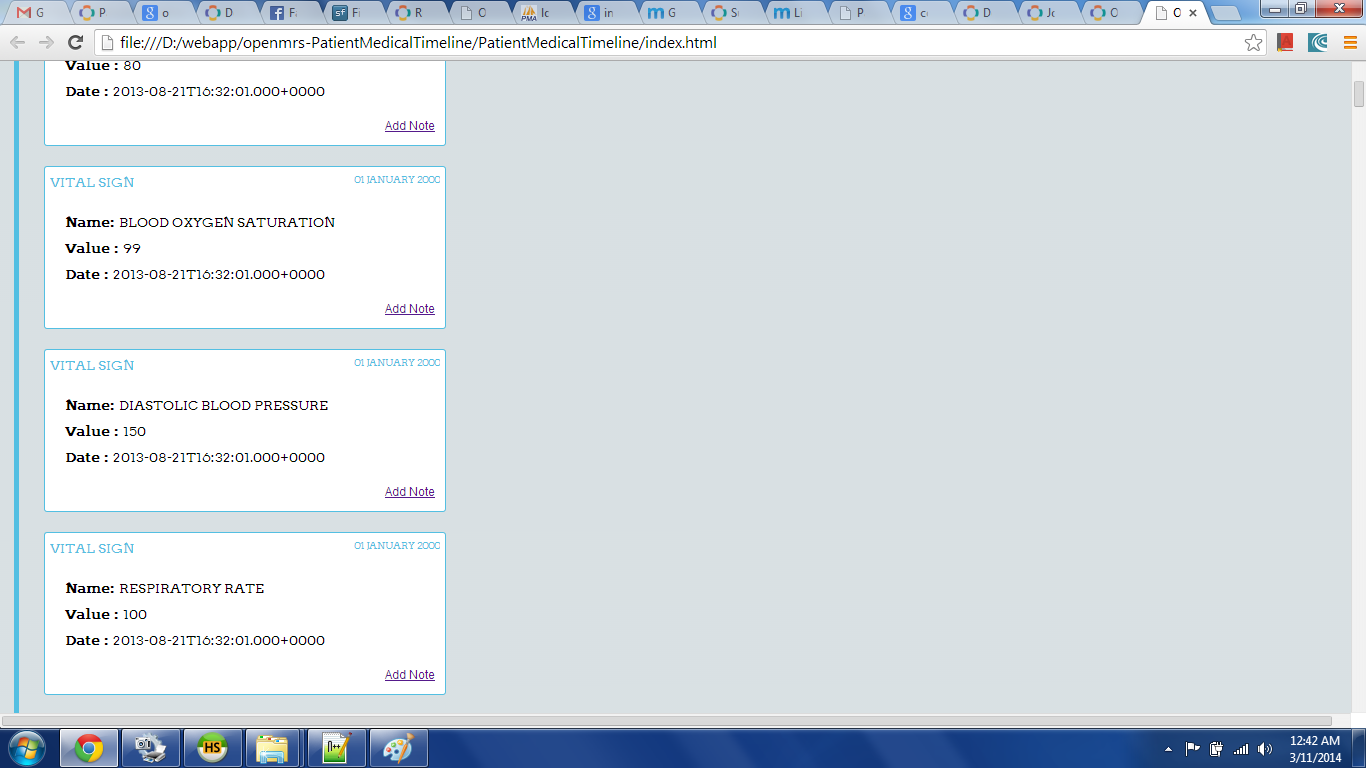 G
P
o
D
Fa
Fi
R
O
Ic
in
G
Su
Li
P
co
D
Jc
O
O
file:///D:/webapp/openmrs-PatientMedicalTimeline/PatientMedicalTimeline/index.html
Value : 80
Date : 2013-08-21T16:32:01.000+0000
Add Note
VITAL SIGN 01 JANUARY 2000
Name: BLOOD OXYGEN SATURATION
Value : 99
Date : 2013-08-21T16:32:01.000+0000
Add Note
VITAL SIGN 01 JANUARY 2000
Name: DIASTOLIC BLOOD PRESSURE
Value : 150
Date : 2013-08-21T16:32:01.000+0000
Add Note
VITAL SIGN 01 JANUARY 2000
Name: RESPIRATORY RATE
Value : 100
Date : 2013-08-21T16:32:01.000+0000
Add Note
HS
12:42 AM
3/11/2014